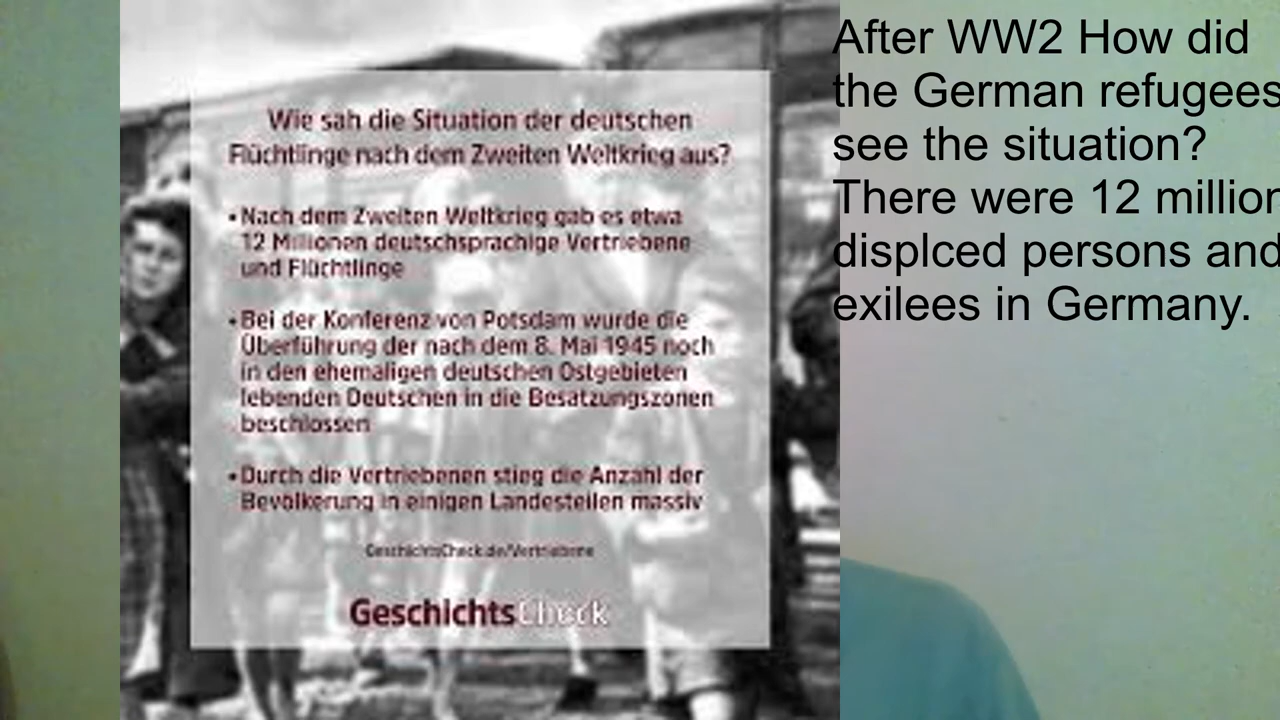 Wie sah die Situation der deutschen
Flüchtlinge nach dem Zweiten Weltkrieg aus?
• Nach dem Zweiten Weltkrieg gab es etwa
12 Millionen deutschsprachige Vertriebene
und Flüchtlinge
• Bei der Konferenz von Potsdam wurde die
Überführung der nach dem 8. Mai 1945 noch
in den ehemaligen deutschen Ostgebieten
lebenden Deutschen in die Besatzungszonen
beschlossen
• Durch die Vertriebenen stieg die Anzahl der
Bevölkerung in einigen Landesteilen massiv
GeschichtsCheck.de/Vertriebene
GeschichtsCheck
After WW2 How did
the German refugees
see the situation?
There were 12 million
displced persons and
exilees in Germany.